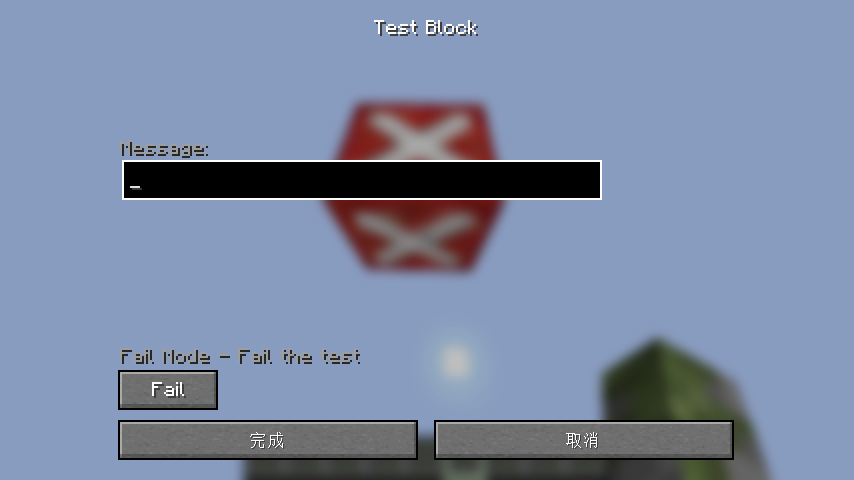 Test Block
Message:
_
Fail Mode - Fail the test
Fail
完成
取消